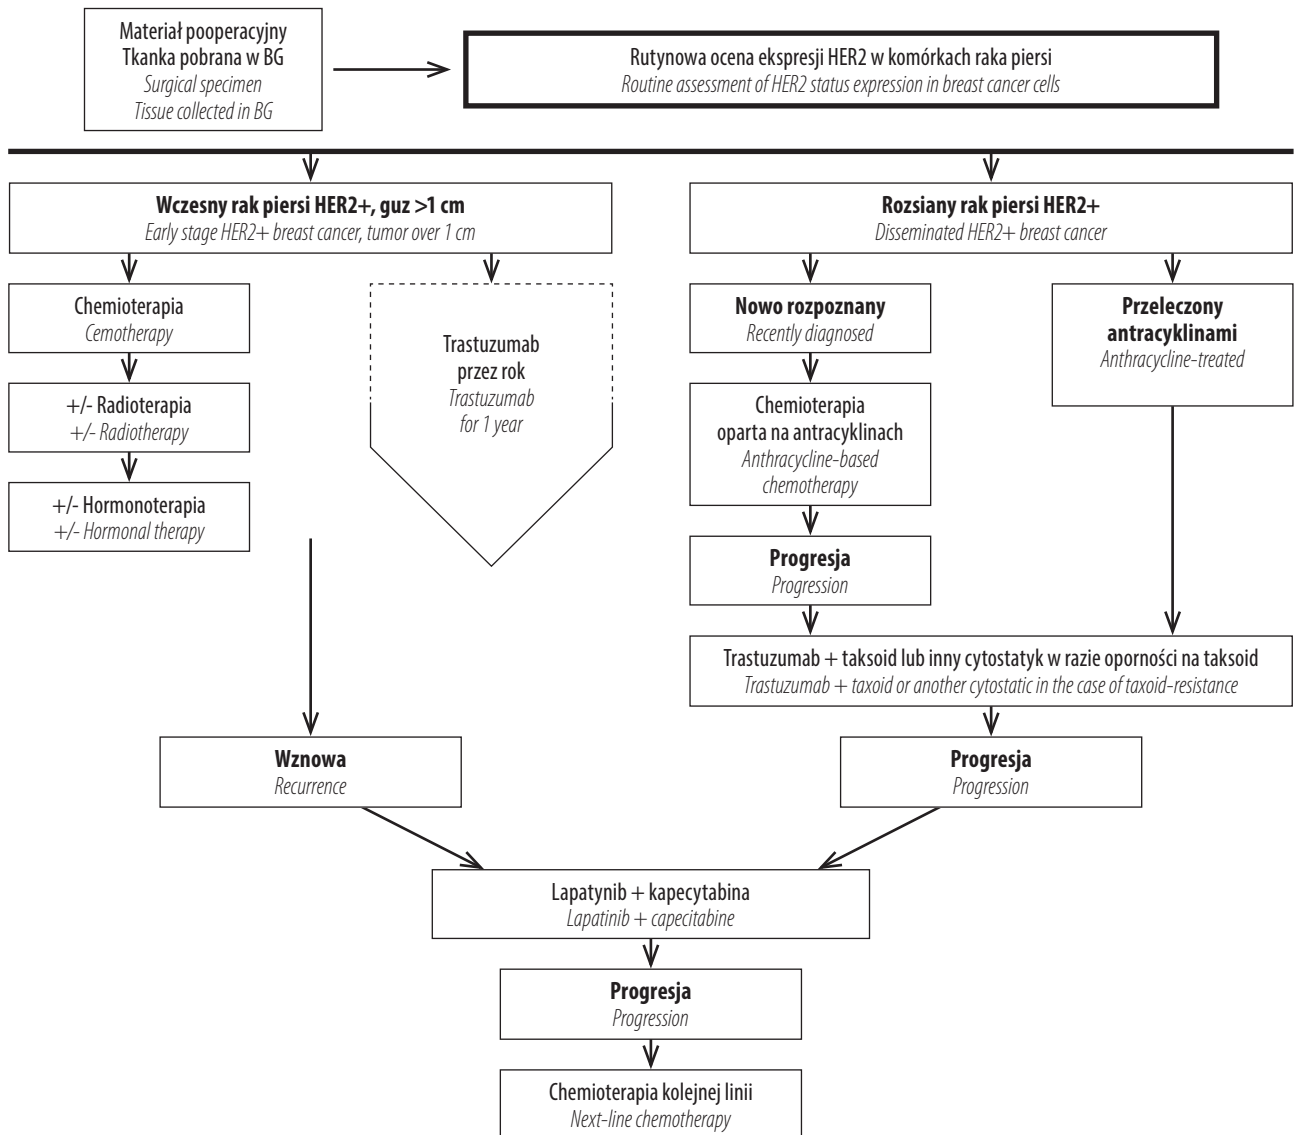 Materiał pooperacyjny
Tkanka pobrana w BG
Surgical specimen
Tissue collected in BG
Rutynowa ocena ekspresji HER2 w komórkach raka piersi
Routine assessment of HER2 status expression in breast cancer cells
Wczesny rak piersi HER2+, guz >1 cm
Early stage HER2+ breast cancer, tumor over 1 cm
Chemioterapia
Cemotherapy
+/- Radioterapia
+/- Radiotherapy
+/- Hormonoterapia
+/- Hormonal therapy
Trastuzumab
przez rok
Trastuzumab
for 1 year
Wznowa
Recurrence
Rozsiany rak piersi HER2+
Disseminated HER2+ breast cancer
Nowo rozpoznany
Recently diagnosed
Chemioterapia
oparta na antracyklinach
Anthracycline-based
chemotherapy
Progresja
Progression
Przeleczony
antracyklinami
Anthracycline-treated
Trastuzumab + taksoid lub inny cytostatyk w razie oporności na taksoid
Trastuzumab + taxoid or another cytostatic in the case of taxoid-resistance
Progresja
Progression
Lapatynib + kapecytabina
Lapatinib + capecitabine
Progresja
Progression
Chemioterapia kolejnej linii
Next-line chemotherapy